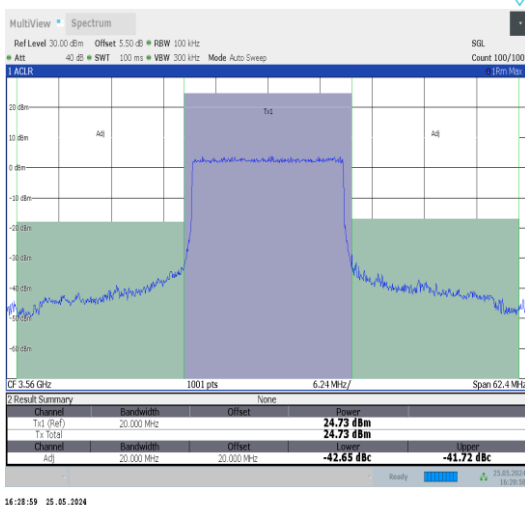 MultiView Spectrum
Ref Level 30.00 dBm Offset 5.50 dB RBW 100 kHz SGL
Att 40 dB SWT 100 ms VBW 300 kHz Mode Auto Sweep Count 100/100
1 ACLR 1Rm Max
20 dBm
Tx1
10 dBm Adj Adj
0 dBm
-10 dBm
-20 dBm
-30 dBm
-40 dBm
-50 dBm
-60 dBm
CF 3.56 GHz 1001 pts 6.24 MHz/ Span 62.4 MHz
2 Result Summary None
Channel Bandwidth Offset Power
Tx1 (Ref) 20.000 MHz 24.73 dBm
Tx Total 24.73 dBm
Channel Bandwidth Offset Lower Upper
Adj 20.000 MHz 20.000 MHz -42.65 dBc -41.72 dBc
Ready 25.05.2024
16:28:58
16:28:59 25.05.2024